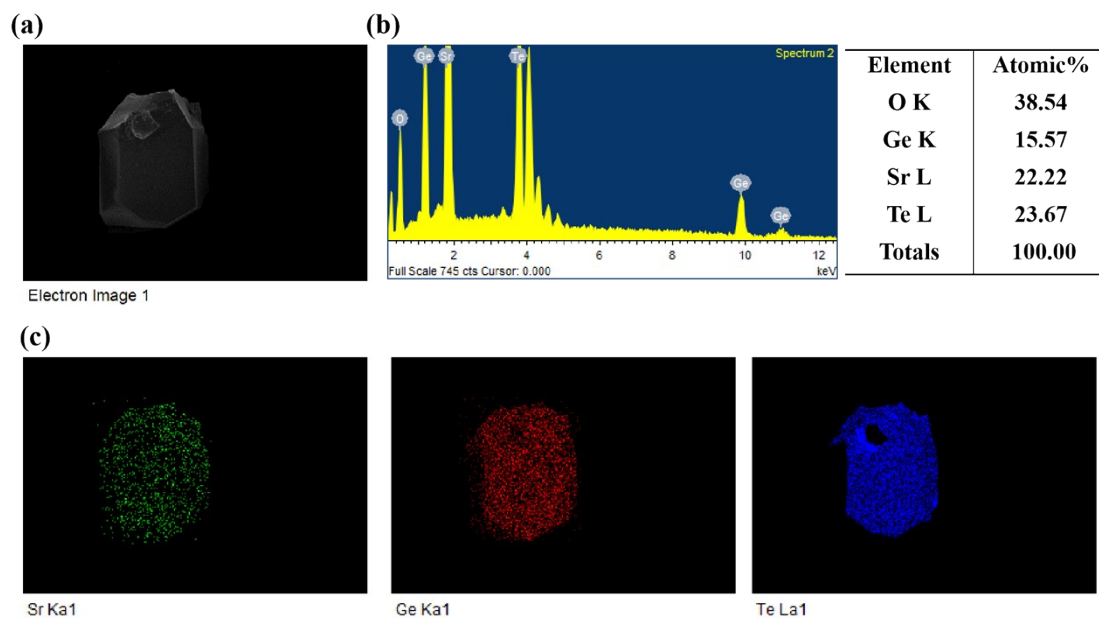 (a)
Electron Image 1
(b)
Spectrum 2
Ge Sr Te
O
Ge
Ge
2 4 6 8 10 12
Full Scale 745 cts Cursor: 0.000 keV
Element Atomic%
O K 38.54
Ge K 15.57
Sr L 22.22
Te L 23.67
Totals 100.00
(c)
Sr Ka1
Ge Ka1
Te La1